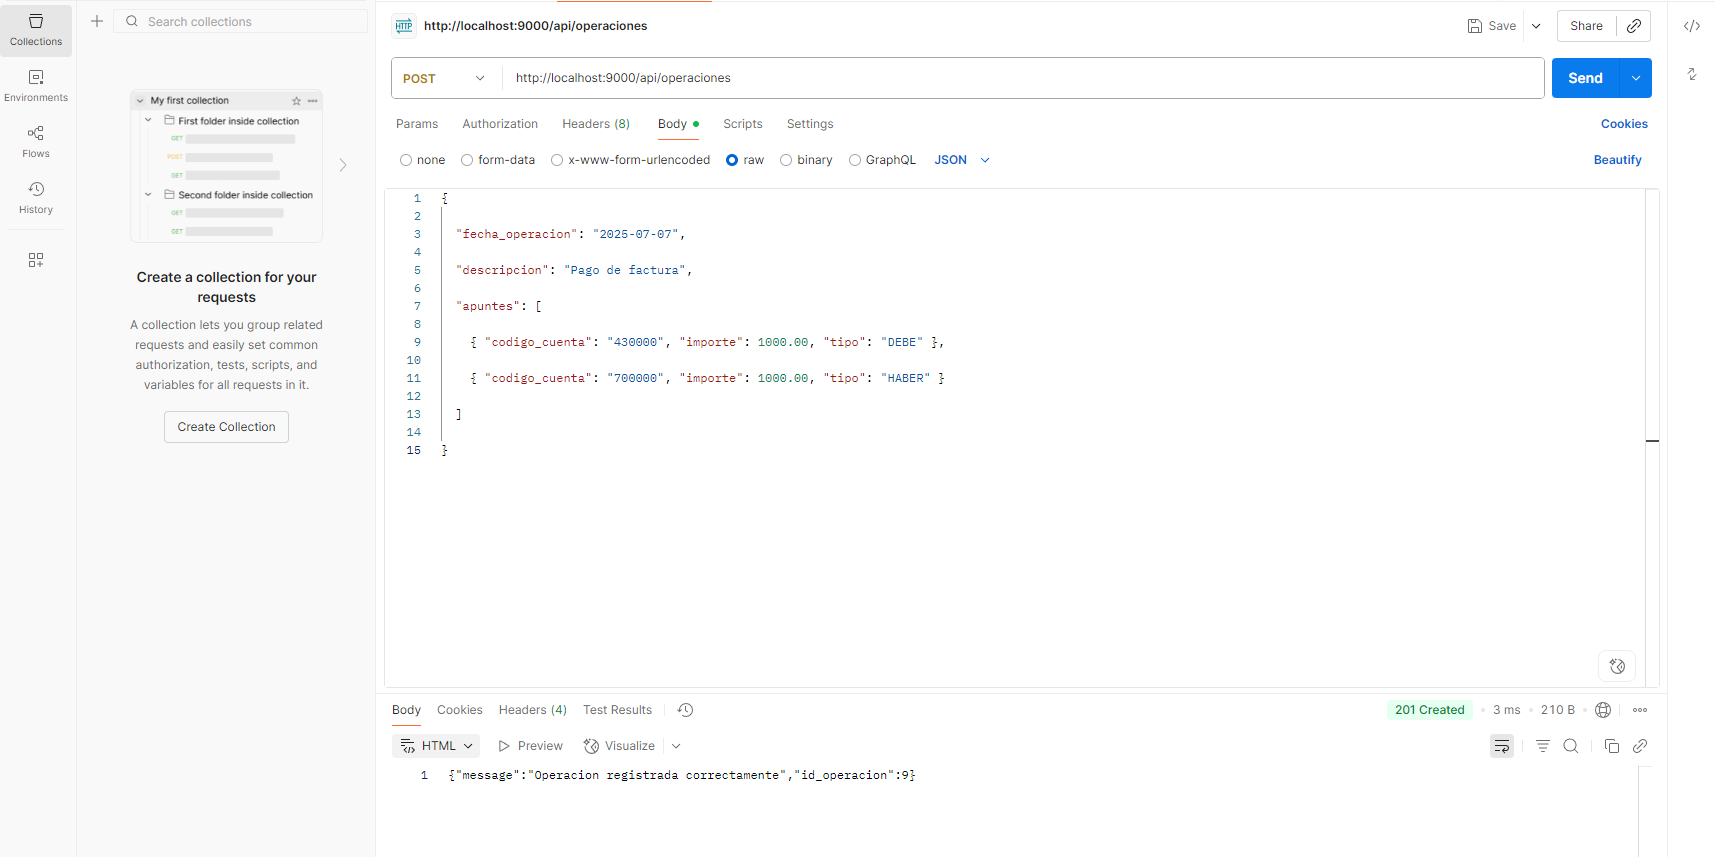 Collections
Environments
Flows
History
Search collections
My first collection
First folder inside collection
GET
POST
GET
Second folder inside collection
GET
GET
Create a collection for your
requests
A collection lets you group related
requests and easily set common
authorization, tests, scripts, and
variables for all requests in it.
Create Collection
HTTP http://localhost:9000/api/operaciones
Save
Share
POST http://localhost:9000/api/operaciones
Send
Params Authorization Headers (8) Body Scripts Settings
Cookies
none form-data x-www-form-urlencoded raw binary GraphQL JSON
Beautify
1 {
2
3 "fecha_operacion": "2025-07-07",
4
5 "descripcion": "Pago de factura",
6
7 "apuntes": [
8
9 { "codigo_cuenta": "430000", "importe": 1000.00, "tipo": "DEBE" },
10
11 { "codigo_cuenta": "700000", "importe": 1000.00, "tipo": "HABER" }
12
13 ]
14
15 }
Body Cookies Headers (4) Test Results
201 Created 3 ms 210 B
HTML Preview Visualize
1 {"message":"Operacion registrada correctamente","id_operacion":9}